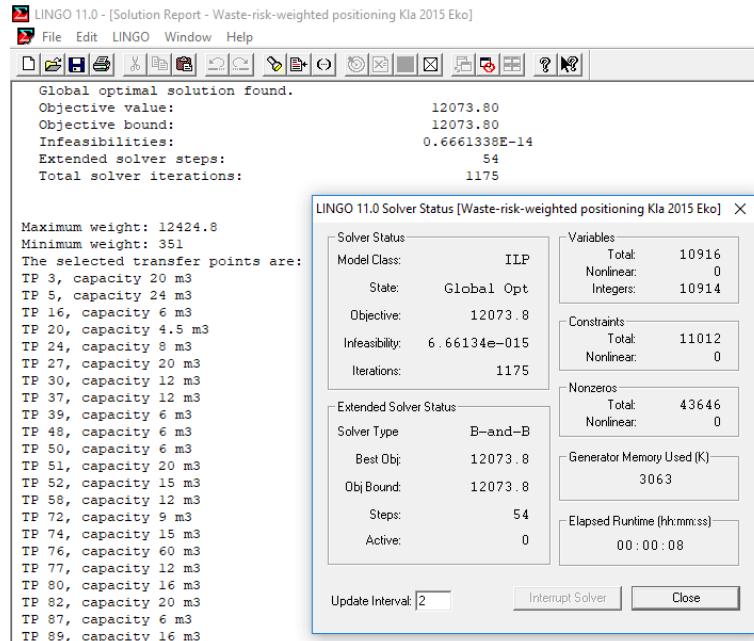 LINGO 11.0 - [Solution Report - Waste-risk-weighted positioning Kla 2015 Eko]
File Edit LINGO Window Help
Global optimal solution found.
Objective value: 12073.80
Objective bound: 12073.80
Infeasibilities: 0.6661338E-14
Extended solver steps: 54
Total solver iterations: 1175
Maximum weight: 12424.8
Minimum weight: 351
The selected transfer points are:
TP 3, capacity 20 m3
TP 5, capacity 24 m3
TP 16, capacity 6 m3
TP 20, capacity 4.5 m3
TP 24, capacity 8 m3
TP 27, capacity 20 m3
TP 30, capacity 12 m3
TP 37, capacity 12 m3
TP 39, capacity 6 m3
TP 48, capacity 6 m3
TP 50, capacity 6 m3
TP 51, capacity 20 m3
TP 52, capacity 15 m3
TP 58, capacity 12 m3
TP 72, capacity 9 m3
TP 74, capacity 15 m3
TP 76, capacity 60 m3
TP 77, capacity 12 m3
TP 80, capacity 16 m3
TP 82, capacity 20 m3
TP 87, capacity 6 m3
TP 89, capacity 16 m3
LINGO 11.0 Solver Status [Waste-risk-weighted positioning Kla 2015 Eko]
Solver Status
Model Class: ILP
State: Global Opt
Objective: 12073.8
Infeasibility: 6.66134e-015
Iterations: 1175
Extended Solver Status
Solver Type B-and-B
Best Obj: 12073.8
Obj Bound: 12073.8
Steps: 54
Active: 0
Variables
Total: 10916
Nonlinear: 0
Integers: 10914
Constraints
Total: 11012
Nonlinear: 0
Nonzeros
Total: 43646
Nonlinear: 0
Generator Memory Used (K)
3063
Elapsed Runtime (hh:mm:ss)
00:00:08
Update Interval: 2
Interrupt Solver
Close